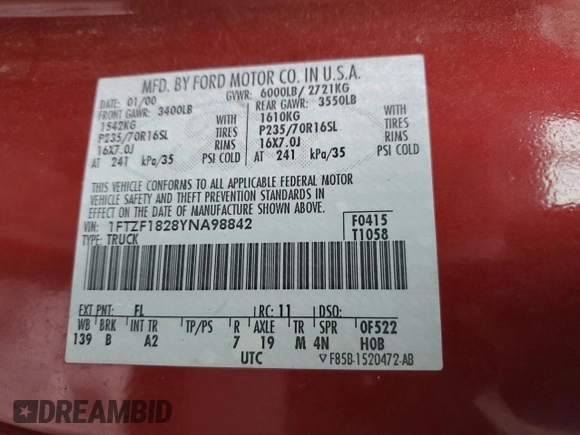 MFD. BY FORD MOTOR CO. IN U.S.A.
DATE: 01/00 GVWR: 6000LB/ 2721KG
FRONT GAWR: 3400LB REAR GAWR: 3550LB
1542KG WITH 1610KG WITH
P235/70R16SL TIRES P235/70R16SL TIRES
16X7.0J RIMS 16X7.0J RIMS
AT 241 kPa/35 PSI COLD AT 241 kPa/35 PSI COLD
THIS VEHICLE CONFORMS TO ALL APPLICABLE FEDERAL MOTOR
VEHICLE SAFETY AND THEFT PREVENTION STANDARDS IN
EFFECT ON THE DATE OF MANUFACTURE SHOWN ABOVE.
VIN: 1FTZF1828YNA98842 F0415
TYPE: TRUCK T1058
EXT PNT: FL RC: 11 DSO:
WB BRK INT TR TP/PS R AXLE TR SPR OF522
139 B A2 7 19 M 4N HOB
UTC ▽ F85B-1520472-AB
DREAMBID